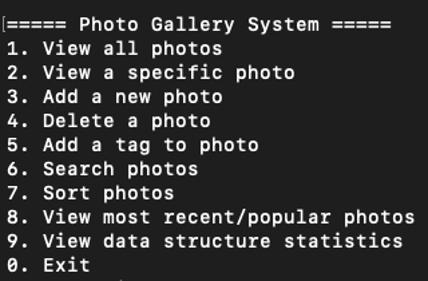 ===== Photo Gallery System =====
1. View all photos
2. View a specific photo
3. Add a new photo
4. Delete a photo
5. Add a tag to photo
6. Search photos
7. Sort photos
8. View most recent/popular photos
9. View data structure statistics
0. Exit